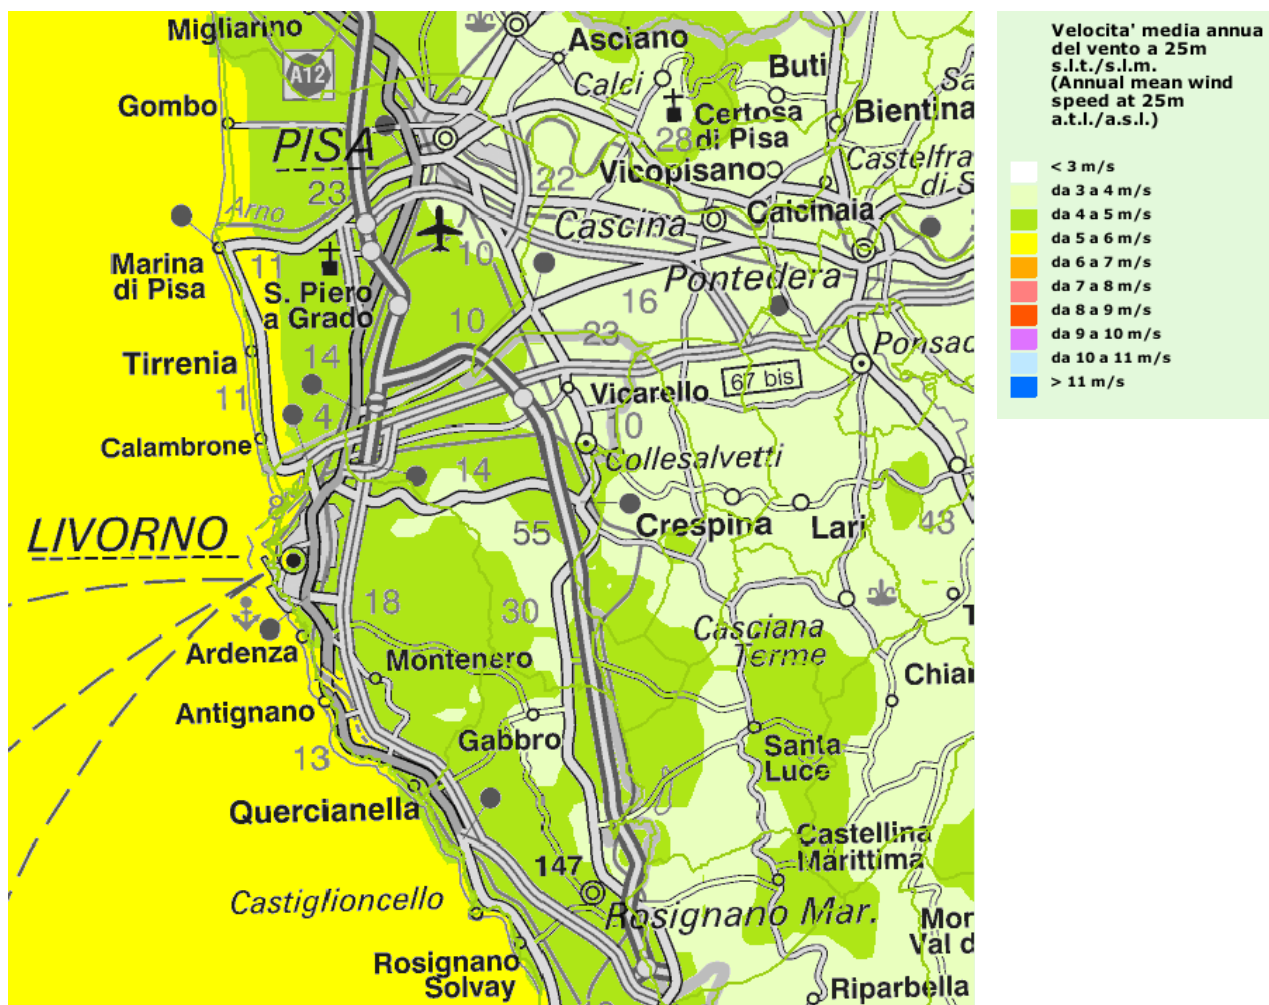 Migliarino
Asciano
A12
Calci
Buti
Gombo
Certosa
di Pisa
Bientina
PISA
28
Vicopisano
Castelfra
22
23
Arno
Cascina
Calcinaia
Marina
di Pisa
11
10
S. Piero
a Grado
Pontedera
16
10
23
Tirrenia
14
Ponsac
11
4
Vicarello
67 bis
10
Calambrone
14
Collesalvetti
8
LIVORNO
55
Crespina
Lari
43
18
30
Casciana
Terme
Ardenza
Montenero
Chian
Antignano
Gabbro
Santa
Luce
13
Quercianella
Castellina
Marittima
147
Castiglioncello
Rosignano Mar.
Mor
Val d
Rosignano
Solvay
Riparbella
Velocita' media annua
del vento a 25m
s.l.t./s.l.m.
(Annual mean wind
speed at 25m
a.t.l./a.s.l.)
< 3 m/s
da 3 a 4 m/s
da 4 a 5 m/s
da 5 a 6 m/s
da 6 a 7 m/s
da 7 a 8 m/s
da 8 a 9 m/s
da 9 a 10 m/s
da 10 a 11 m/s
> 11 m/s